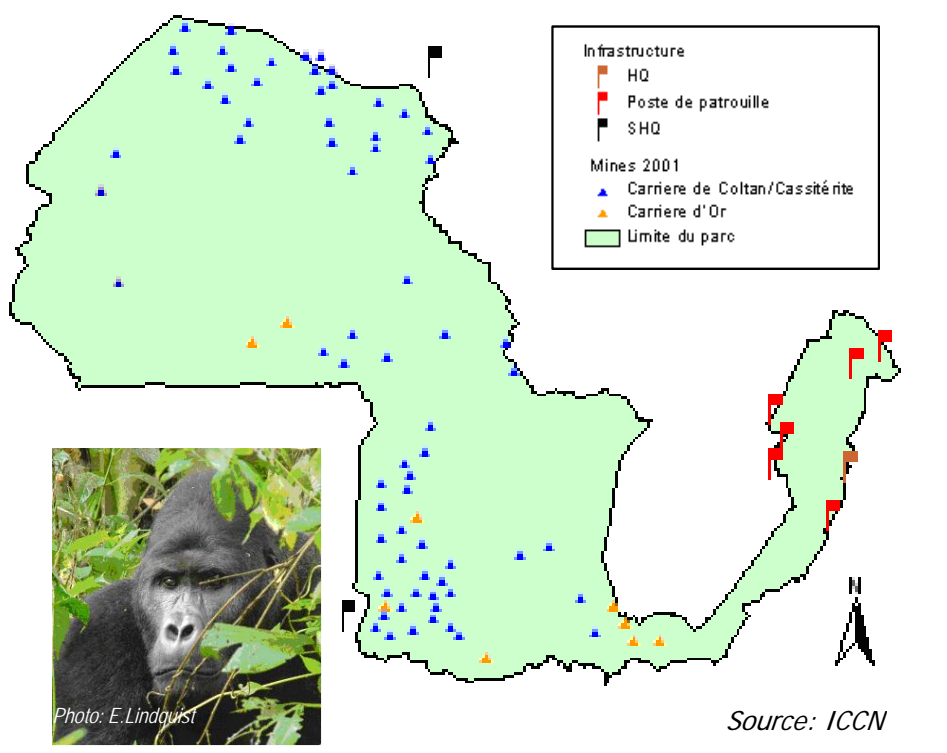 Infrastructure
HQ
Poste de patrouille
SHQ
Mines 2001
Carriere de Coltan/Cassitérite
Carriere d'Or
Limite du parc
N
Photo: E.Lindquist
Source: ICCN